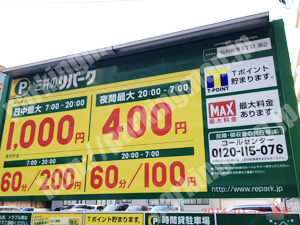 三井のリパーク
日中最大 7:00-20:00
1,000円
夜間最大 20:00-7:00
400円
7:00-20:00
60分/200円
20:00-7:00
60分/100円
Tポイント
貯まります。
T-POINT
MAX
最大料金
最大料金
あります。
コールセンター
0120-115-076
http://www.repark.jp
Tポイント貯まります。
P 時間貸駐車場